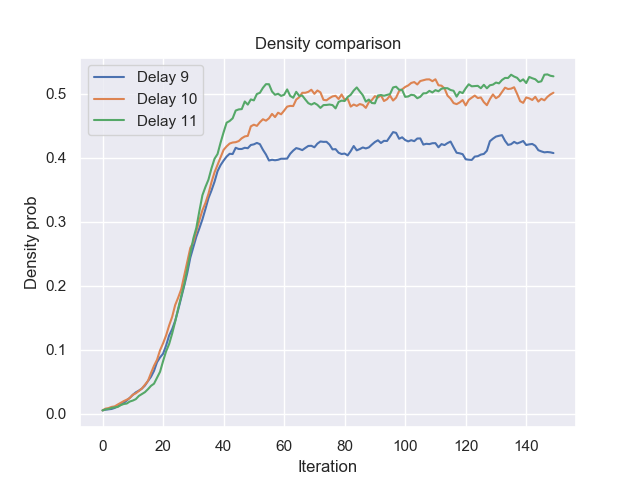 Density comparison
Delay 9
Delay 10
Delay 11
Density prob
0.5
0.4
0.3
0.2
0.1
0.0
0 20 40 60 80 100 120 140
Iteration